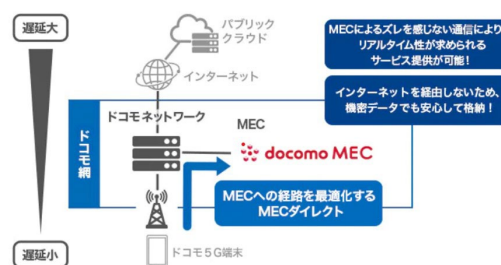 遅延大
パブリック
クラウド
インターネット
MECによるズレを感じない通信により
リアルタイム性が求められる
サービス提供が可能!
インターネットを経由しないため、
機密データでも安心して格納!
ドコモ網
ドコモネットワーク
MEC
docomo MEC
MECへの経路を最適化する
MECダイレクト
遅延小
ドコモ5G端末